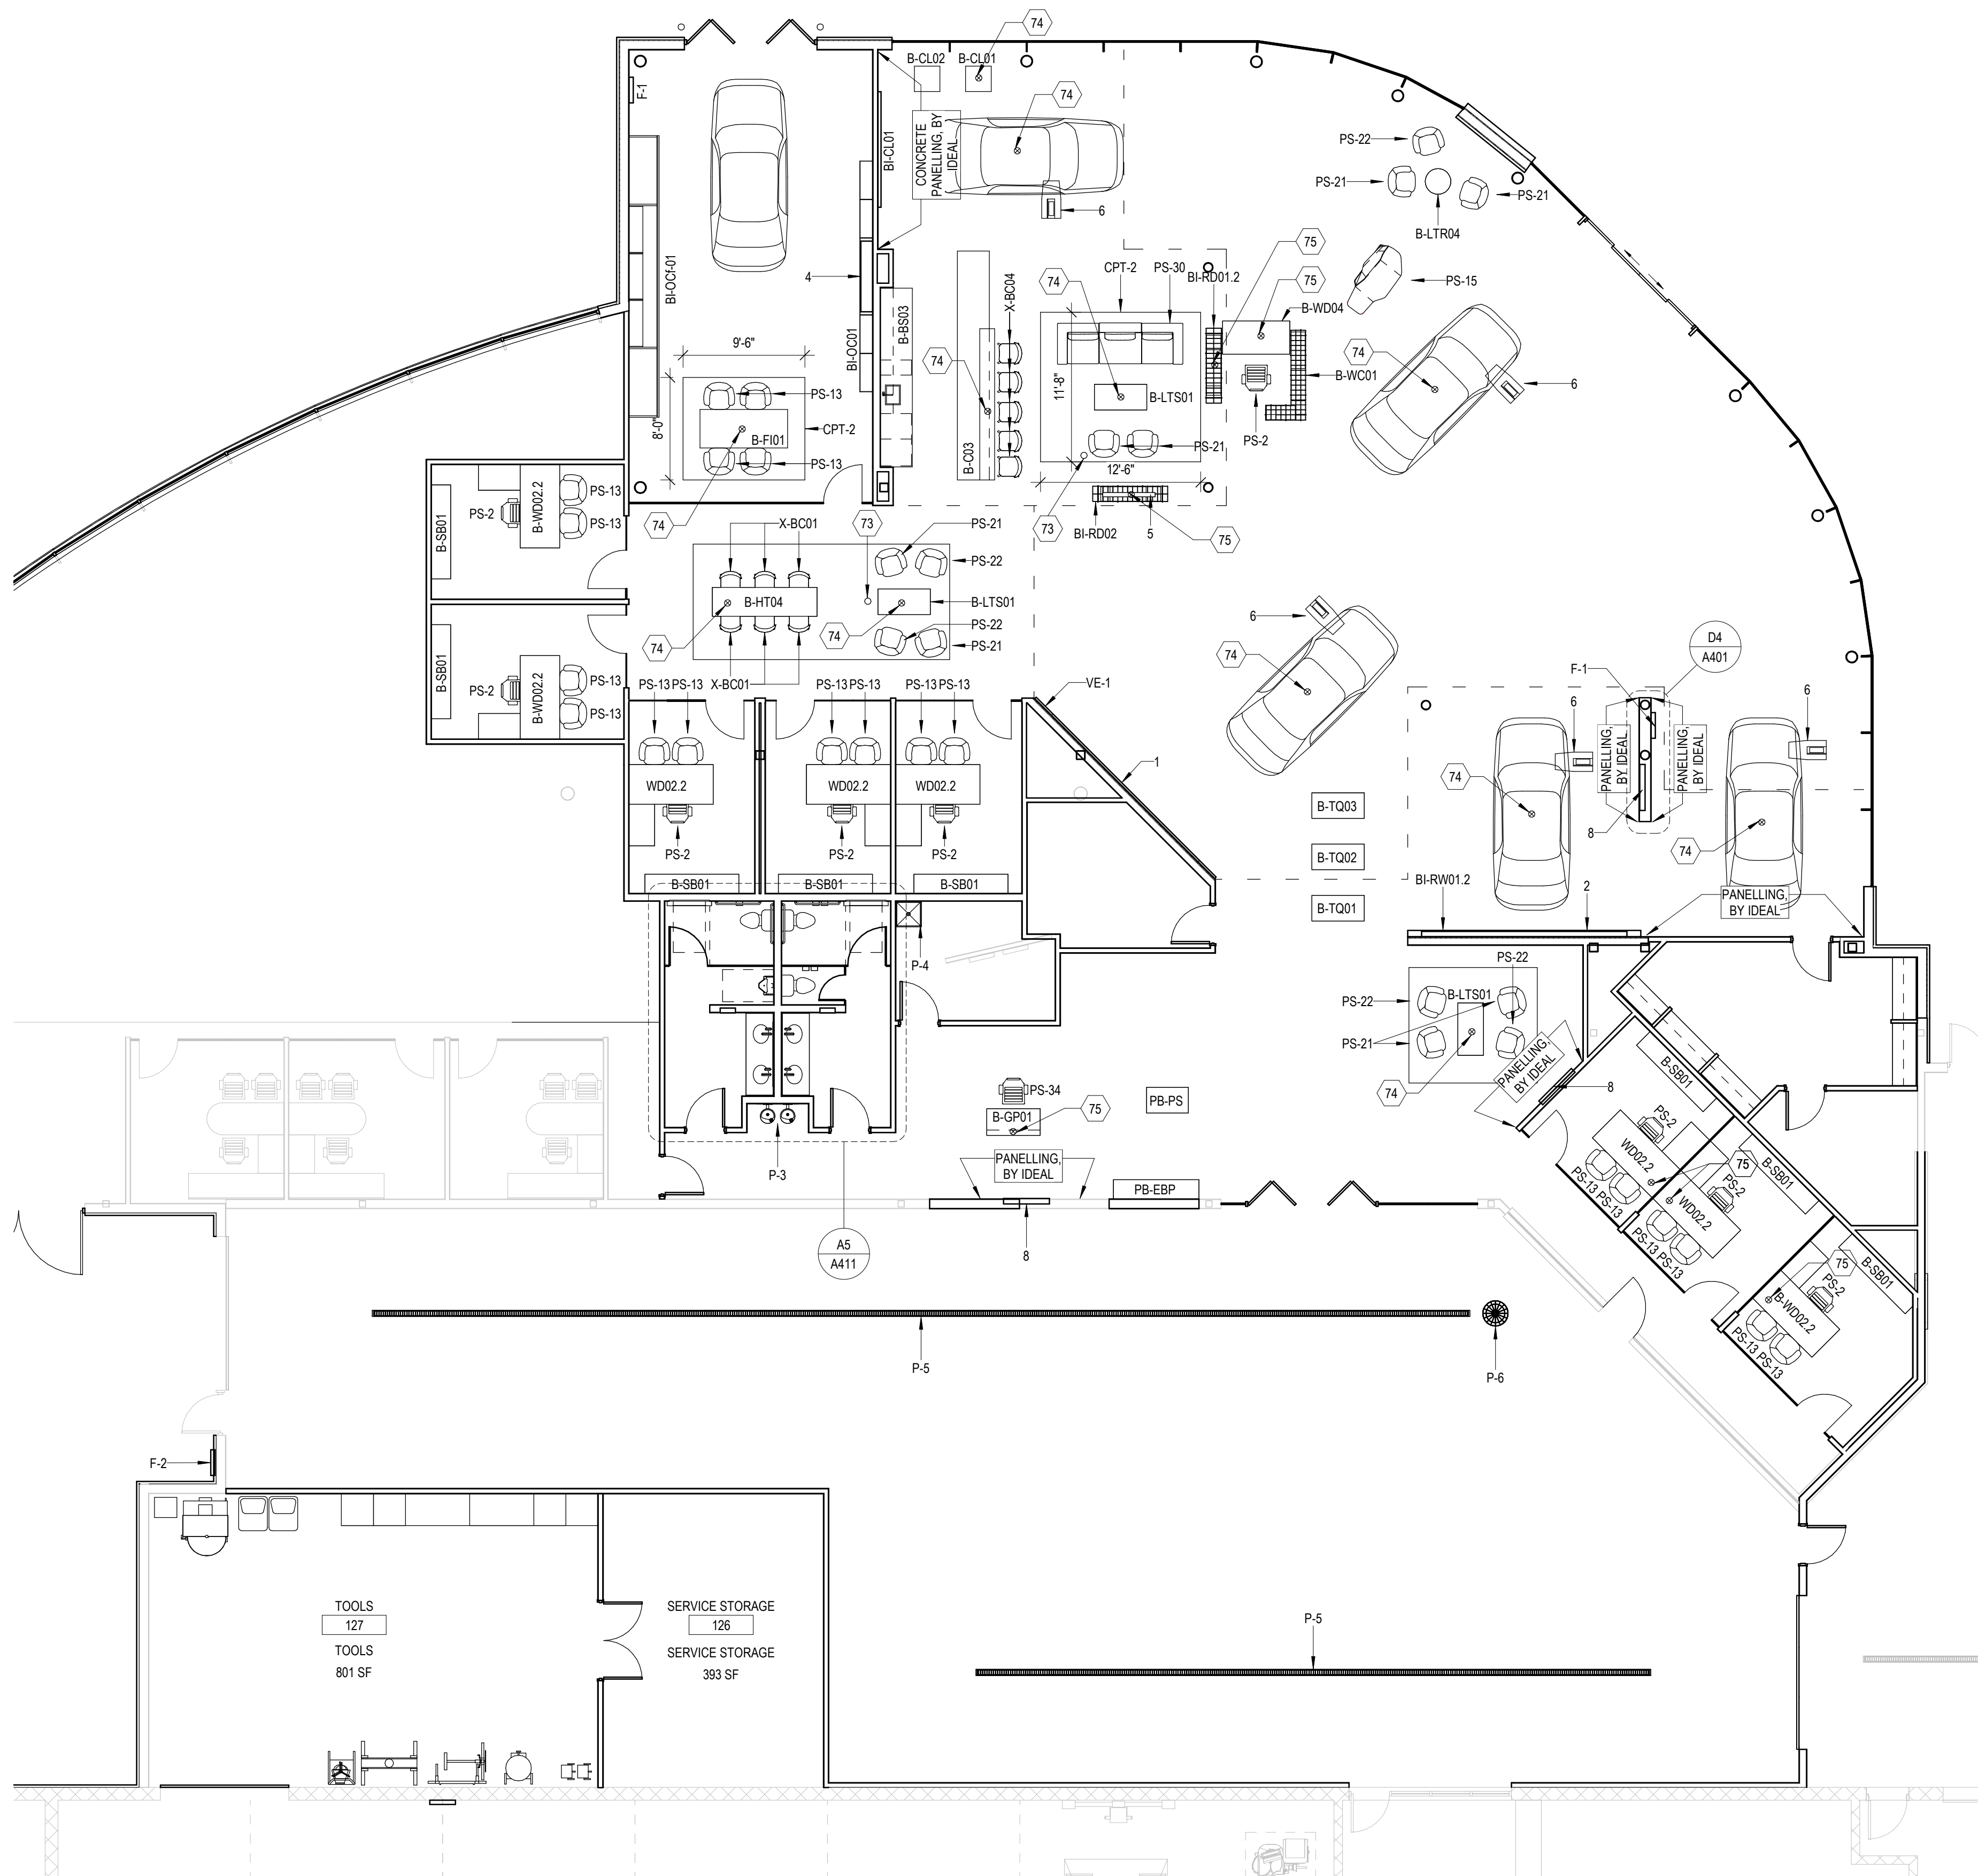 74
B-CL02
B-CL01
F-1
74
BI-CL01
CONCRETE
PANELLING, BY
IDEAL
PS-22
PS-21
PS-21
6
B-LTR04
75
CPT-2
PS-30
BI-RD01.2
75
74
PS-15
4
X-BC04
B-WD04
BI-OCf-01
B-BS03
9'-6"
BI-OC01
74
74
11'-8"
B-WC01
6
PS-13
B-LTS01
8'-0"
B-FI01
CPT-2
PS-21
PS-2
B-C03
PS-13
12'-6"
B-SB01
PS-2
B-WD02.2
PS-13
PS-13
74
X-BC01
73
PS-21
73
BI-RD02
5
75
PS-22
B-HT04
B-LTS01
6
PS-22
74
74
PS-21
D4
A401
74
F-1
B-SB01
PS-2
B-WD02.2
PS-13
PS-13
PS-13
PS-13
X-BC01
PS-13
PS-13
PS-13
PS-13
VE-1
6
6
PANELLING,
BY IDEAL
PANELLING,
BY IDEAL
1
74
WD02.2
WD02.2
WD02.2
B-TQ03
8
74
PS-2
PS-2
PS-2
B-TQ02
B-SB01
B-SB01
B-SB01
BI-RW01.2
2
PANELLING,
BY IDEAL
B-TQ01
P-4
PS-22
PS-22
B-LTS01
PS-21
PANELLING,
BY IDEAL
B-SB01
8
PS-34
PB-PS
74
B-GP01
75
PS-2
WD02.2
B-SB01
75
P-3
PANELLING,
BY IDEAL
PB-EBP
PS-13
PS-13
PS-2
WD02.2
8
A5
A411
PS-13
PS-13
B-SB01
75
PS-2
B-WD02.2
PS-13
PS-13
P-5
P-6
F-2
TOOLS
127
TOOLS
801 SF
SERVICE STORAGE
126
SERVICE STORAGE
393 SF
P-5